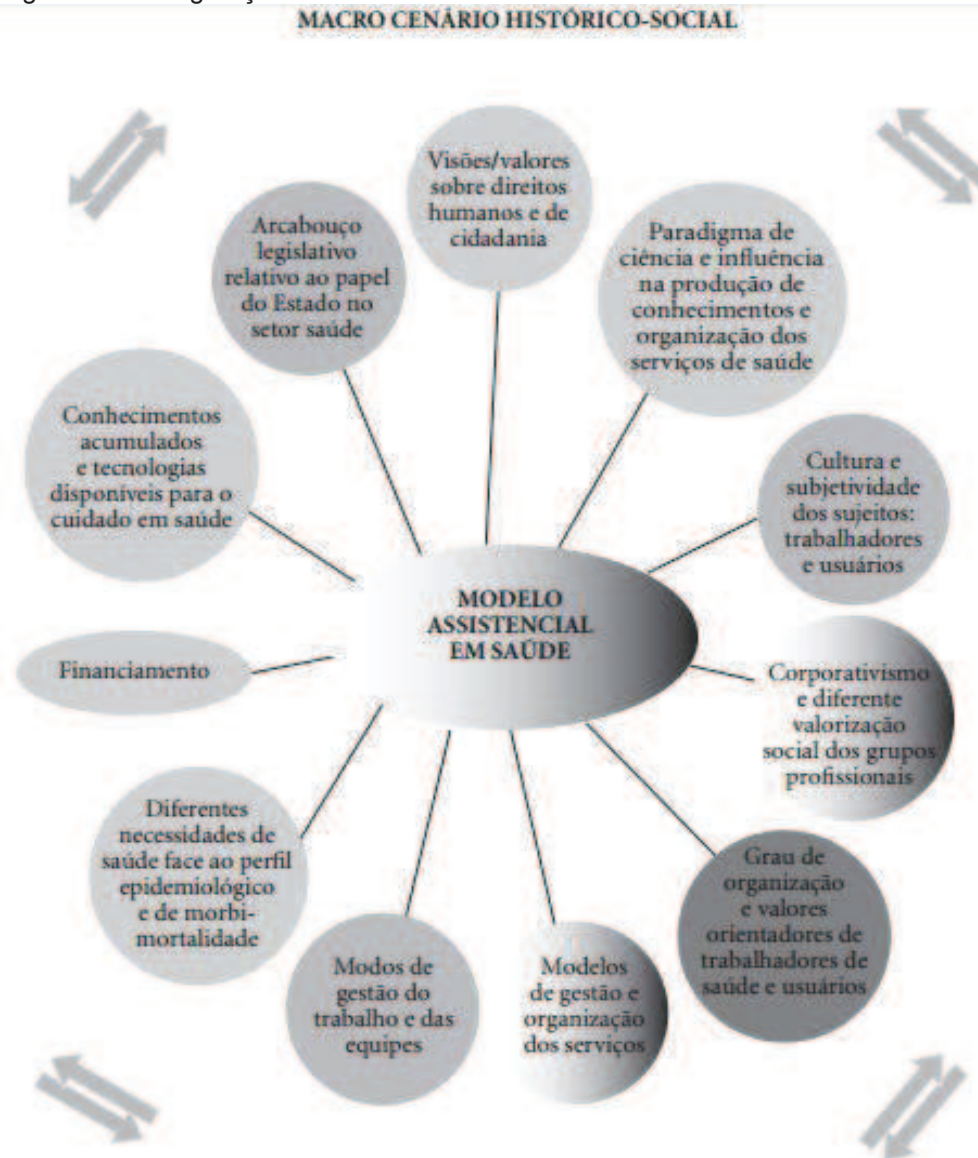 MACRO CENÁRIO HISTÓRICO-SOCIAL
Visões/valores
sobre direitos
humanos e de
cidadania
Arcabouço
legislativo
relativo ao papel
do Estado no
setor saúde
Paradigma de
ciência e influência
na produção de
conhecimentos e
organização dos
serviços de saúde
Conhecimentos
acumulados
e tecnologias
disponíveis para o
cuidado em saúde
Cultura e
subjetividade
dos sujeitos:
trabalhadores
e usuários
MODELO
ASSISTENCIAL
EM SAÚDE
Financiamento
Corporativismo
e diferente
valorização
social dos grupos
profissionais
Diferentes
necessidades de
saúde face ao perfil
epidemiológico
e de morbi-
mortalidade
Grau de
organização
e valores
orientadores de
trabalhadores de
saúde e usuários
Modos de
gestão do
trabalho e das
equipes
Modelos
de gestão e
organização
dos serviços